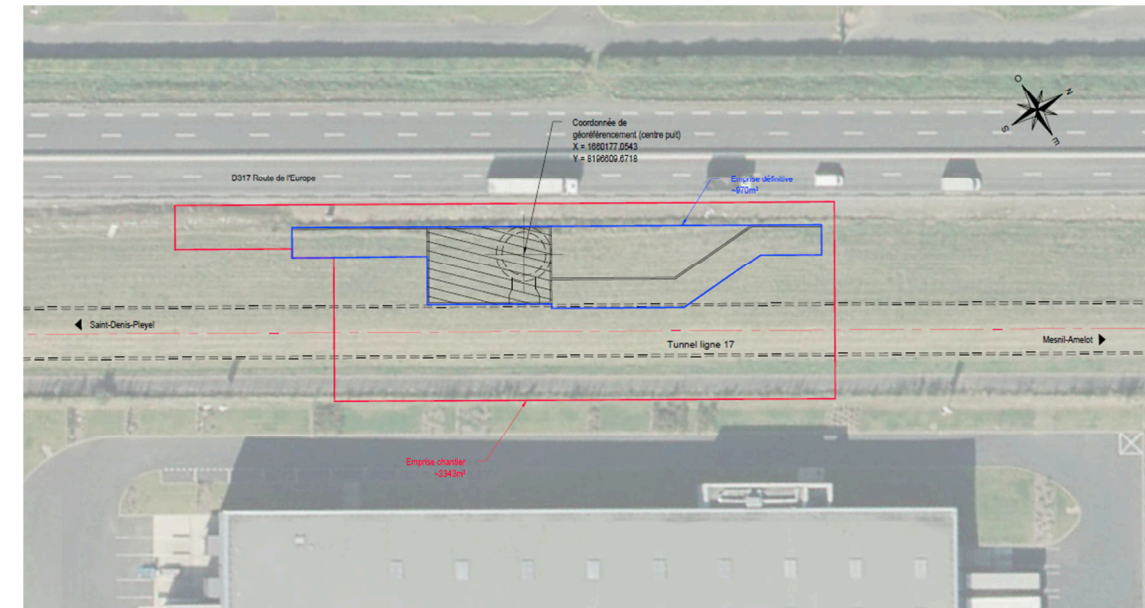 Coordonnée de
géoréférencement (centre puit)
X = 1660177.0543
Y = 8196609.6718
D317 Route de l'Europe
Emprise définitive
~970m²
O
N
S
E
Saint-Denis-Pleyel
Tunnel ligne 17
Mesnil-Amelot
Emprise chantier
~3343m²